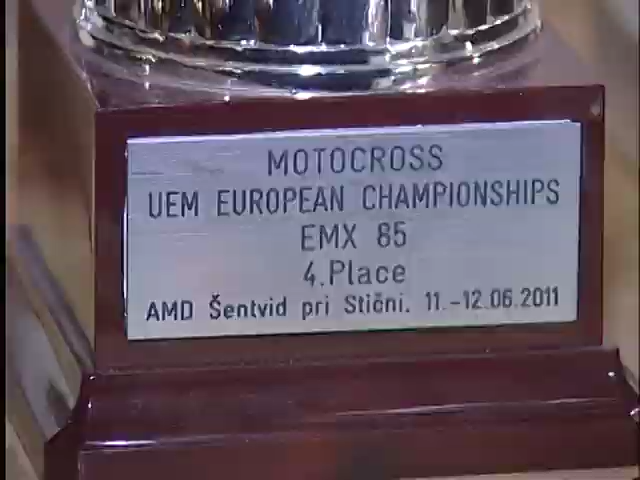 MOTOCROSS
UEM EUROPEAN CHAMPIONSHIPS
EMX 85
4.Place
AMD Šentvid pri Stični. 11.-12.06.2011